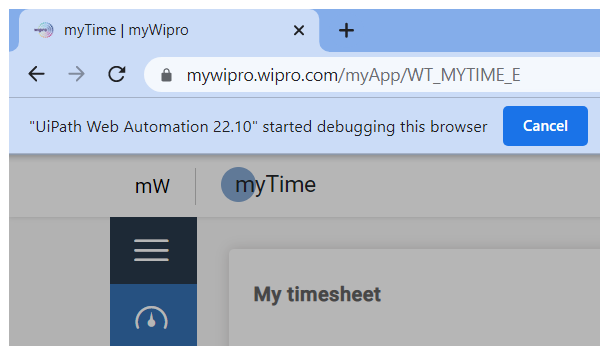 myTime | myWipro
mywipro.wipro.com/myApp/WT_MYTIME_E
"UiPath Web Automation 22.10" started debugging this browser
Cancel
mW
myTime
My timesheet